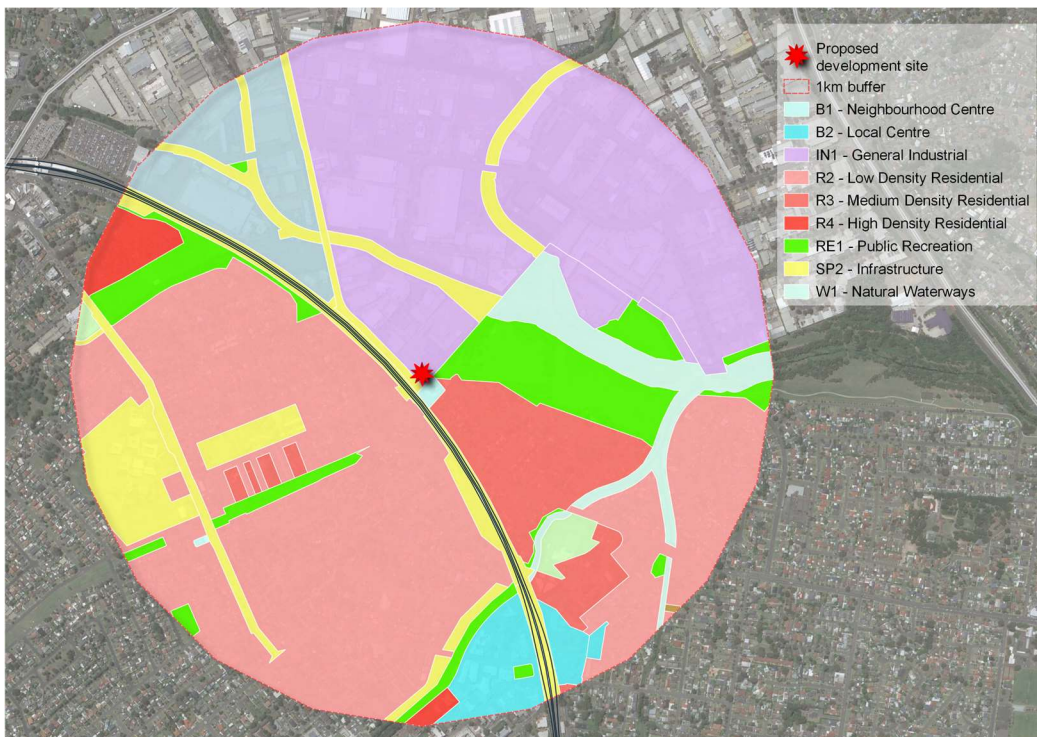 Proposed
development site
1km buffer
B1 - Neighbourhood Centre
B2 - Local Centre
IN1 - General Industrial
R2 - Low Density Residential
R3 - Medium Density Residential
R4 - High Density Residential
RE1 - Public Recreation
SP2 - Infrastructure
W1 - Natural Waterways